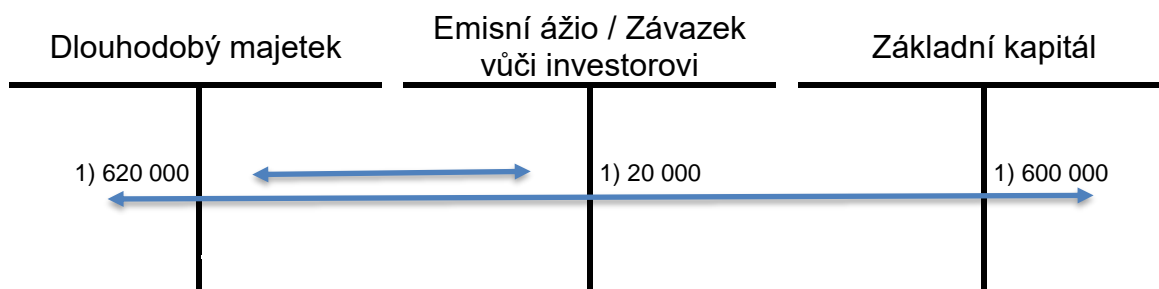 Dlouhodobý majetek
Emisní ážio / Závazek
vůči investorovi
Základní kapitál
1) 620 000
1) 20 000
1) 600 000